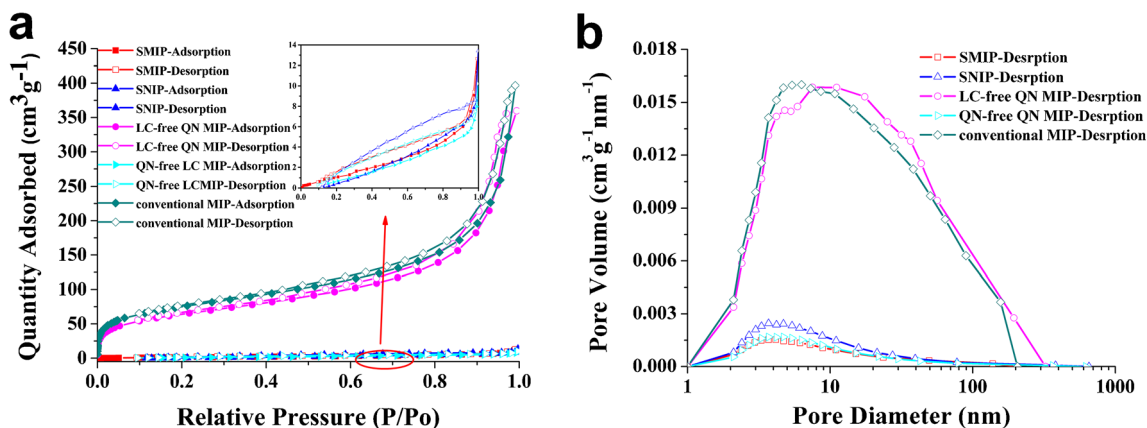 a
450
400
350
300
250
200
150
100
50
0
Quantity Adsorbed (cm3g-1)
SMIP-Adsorption
SMIP-Desorption
SNIP-Adsorption
SNIP-Desorption
LC-free QN MIP-Adsorption
LC-free QN MIP-Desorption
QN-free LC MIP-Adsorption
QN-free LCMIP-Desorption
conventional MIP-Adsorption
conventional MIP-Desorption
14
12
10
8
6
4
2
0
0.0 0.2 0.4 0.6 0.8 1.0
0.0 0.2 0.4 0.6 0.8 1.0
Relative Pressure (P/Po)
b
0.018
0.015
0.012
0.009
0.006
0.003
0.000
Pore Volume (cm3g-1 nm-1)
SMIP-Desrption
SNIP-Desrption
LC-free QN MIP-Desrption
QN-free QN MIP-Desrption
conventional MIP-Desrption
1 10 100 1000
Pore Diameter (nm)